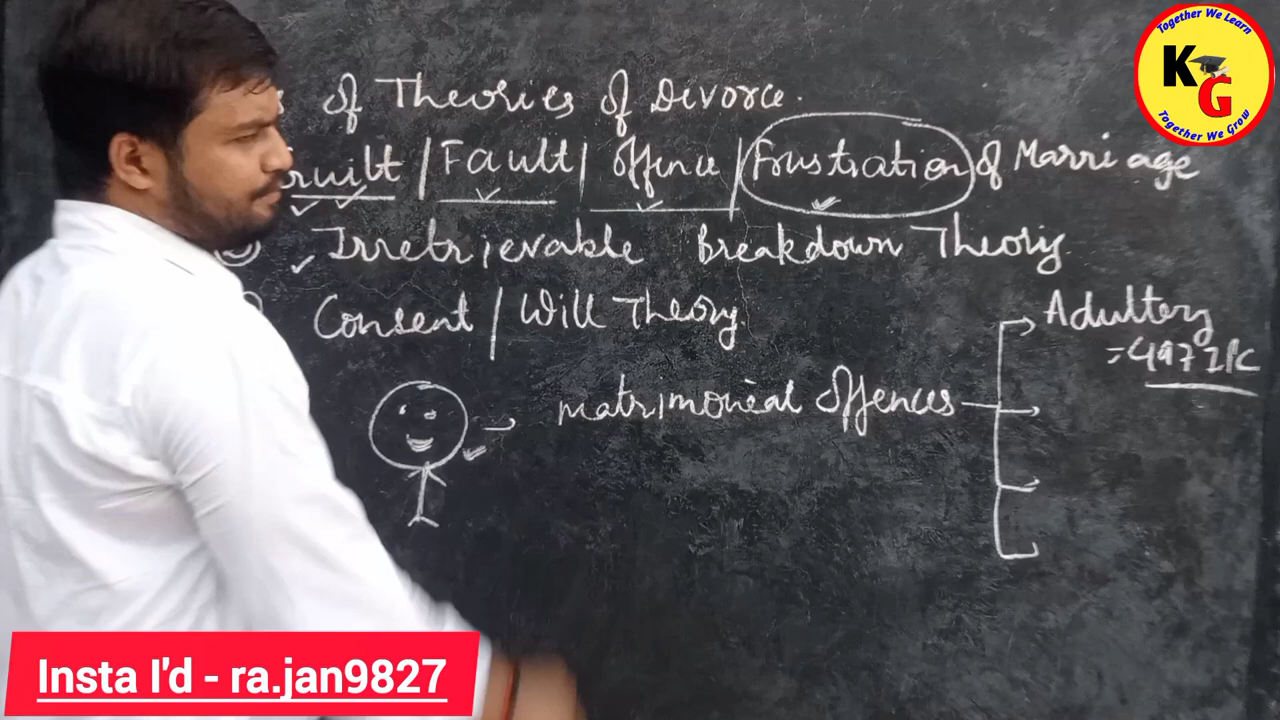 of Theories of Divorce.
Fault / offence / Frustration of Marriage
Irretrievable Breakdown Theory
Consent / Will Theory
Adultery
= 497 IPC
matrimonial offences
Together We Learn
KG
Together We Grow
Insta I'd - ra.jan9827